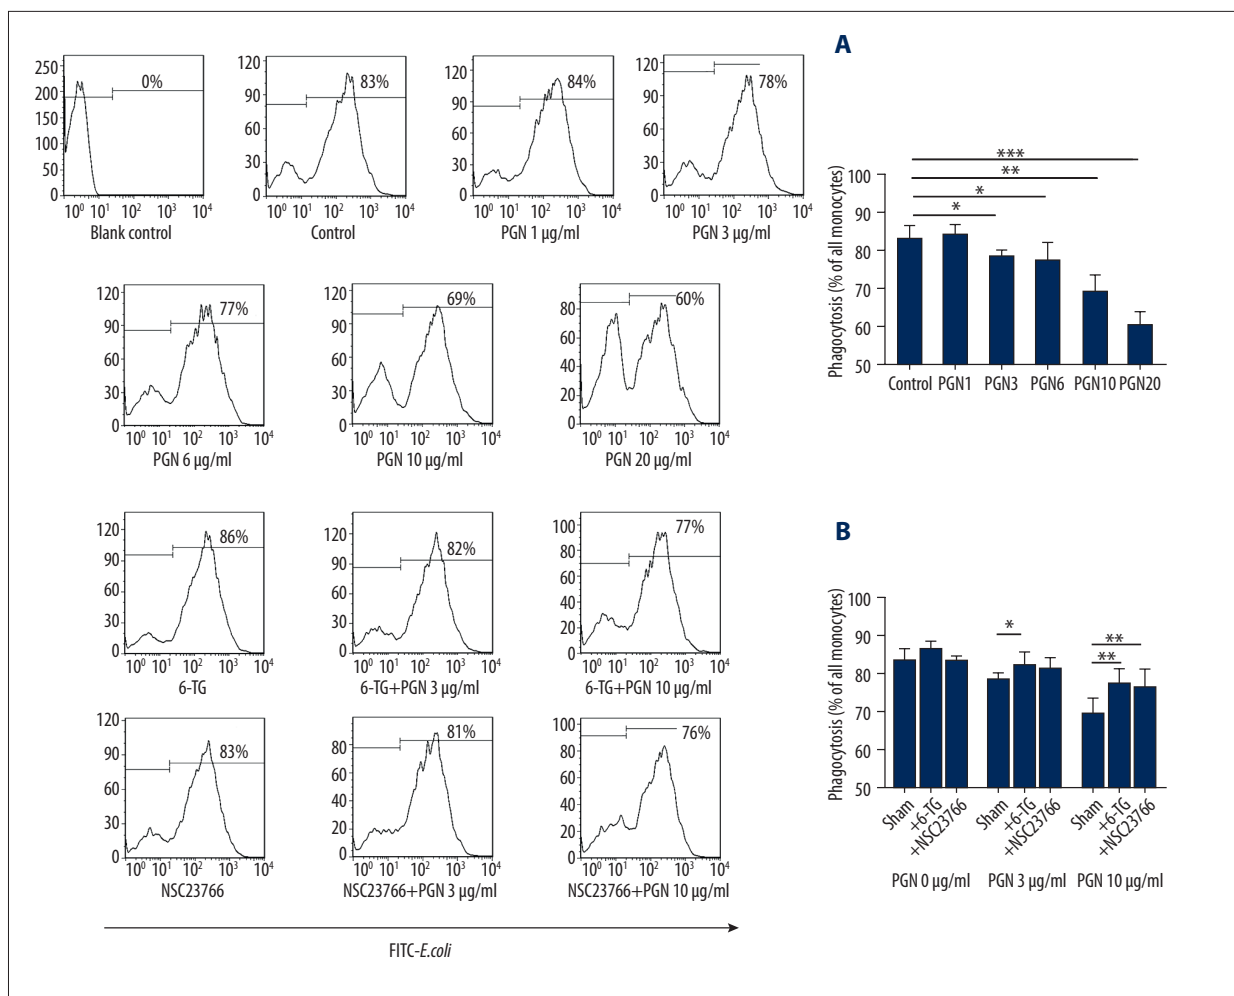 0%
250
200
150
100
50
0
10⁰ 10¹ 10² 10³ 10⁴
Blank control
83%
120
90
60
30
0
10⁰ 10¹ 10² 10³ 10⁴
Control
84%
120
90
60
30
0
10⁰ 10¹ 10² 10³ 10⁴
PGN 1 µg/ml
78%
120
90
60
30
0
10⁰ 10¹ 10² 10³ 10⁴
PGN 3 µg/ml
77%
120
90
60
30
0
10⁰ 10¹ 10² 10³ 10⁴
PGN 6 µg/ml
69%
120
90
60
30
0
10⁰ 10¹ 10² 10³ 10⁴
PGN 10 µg/ml
60%
80
60
40
20
0
10⁰ 10¹ 10² 10³ 10⁴
PGN 20 µg/ml
86%
120
90
60
30
0
10⁰ 10¹ 10² 10³ 10⁴
6-TG
82%
120
90
60
30
0
10⁰ 10¹ 10² 10³ 10⁴
6-TG+PGN 3 µg/ml
77%
100
80
60
40
20
0
10⁰ 10¹ 10² 10³ 10⁴
6-TG+PGN 10 µg/ml
83%
120
90
60
30
0
10⁰ 10¹ 10² 10³ 10⁴
NSC23766
81%
80
60
40
20
0
10⁰ 10¹ 10² 10³ 10⁴
NSC23766+PGN 3 µg/ml
76%
100
80
60
40
20
0
10⁰ 10¹ 10² 10³ 10⁴
NSC23766+PGN 10 µg/ml
FITC-E.coli
A
Phagocytosis (% of all monocytes)
100
90
80
70
60
50
***
**
*
*
Control PGN1 PGN3 PGN6 PGN10 PGN20
B
Phagocytosis (% of all monocytes)
100
90
80
70
60
50
*
**
**
Sham
+6-TG
+NSC23766
Sham
+6-TG
+NSC23766
Sham
+6-TG
+NSC23766
PGN 0 µg/ml PGN 3 µg/ml PGN 10 µg/ml